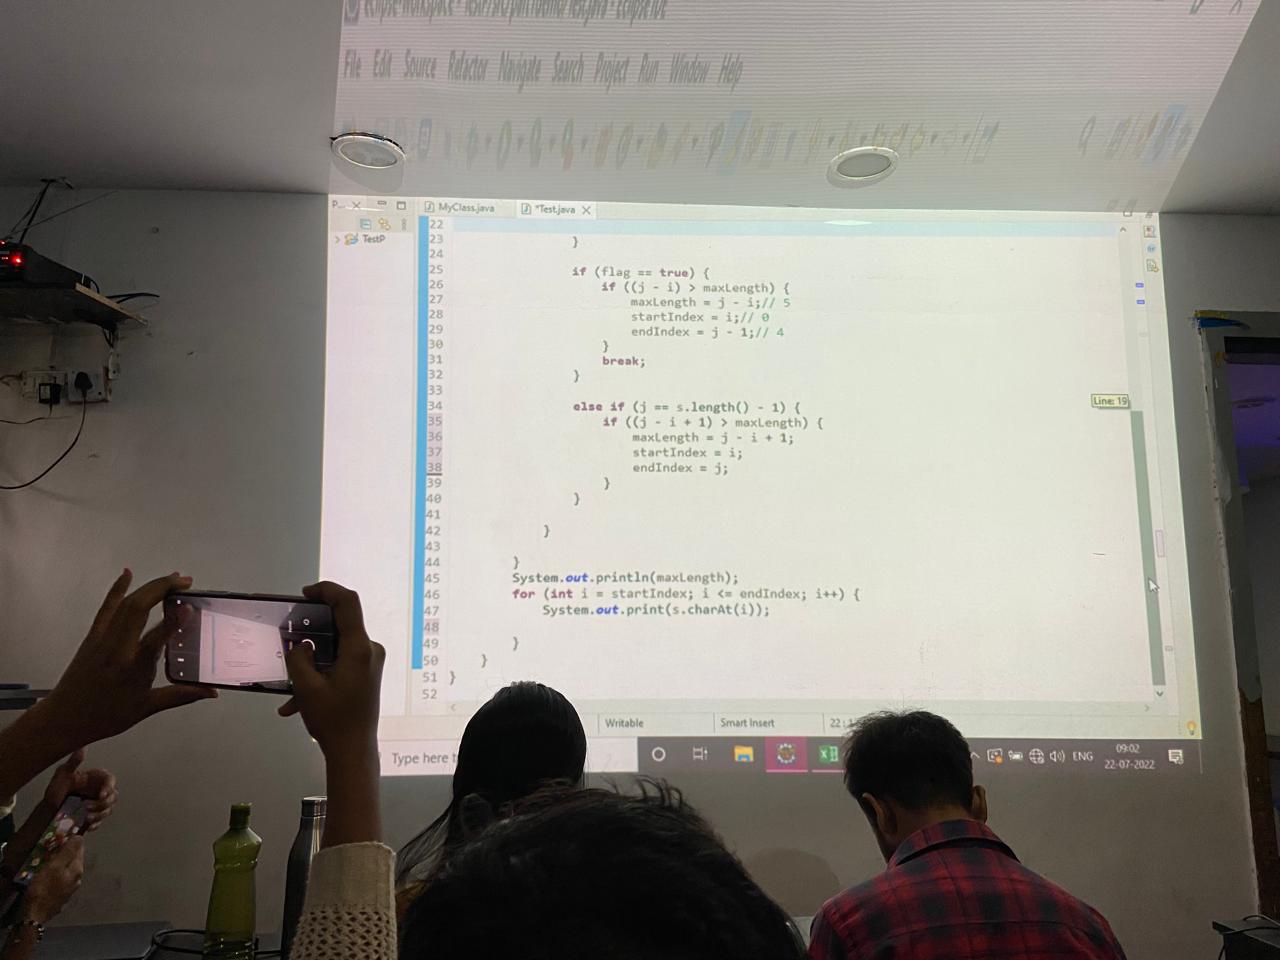 File Edit Source Refactor Navigate Search Project Run Window Help
P...
MyClass.java
*Test.java
TestP
22
23 }
24
25 if (flag == true) {
26 if ((j - i) > maxLength) {
27 maxLength = j - i;// 5
28 startIndex = i;// 0
29 endIndex = j - 1;// 4
30 }
31 break;
32 }
33
34 else if (j == s.length() - 1) {
35 if ((j - i + 1) > maxLength) {
36 maxLength = j - i + 1;
37 startIndex = i;
38 endIndex = j;
39 }
40 }
41
42 }
43
44 }
45 System.out.println(maxLength);
46 for (int i = startIndex; i <= endIndex; i++) {
47 System.out.print(s.charAt(i));
48
49 }
50 }
51 }
52
Line: 19
Writable
Smart Insert
22 :
Type here
ENG
09:02
22-07-2022